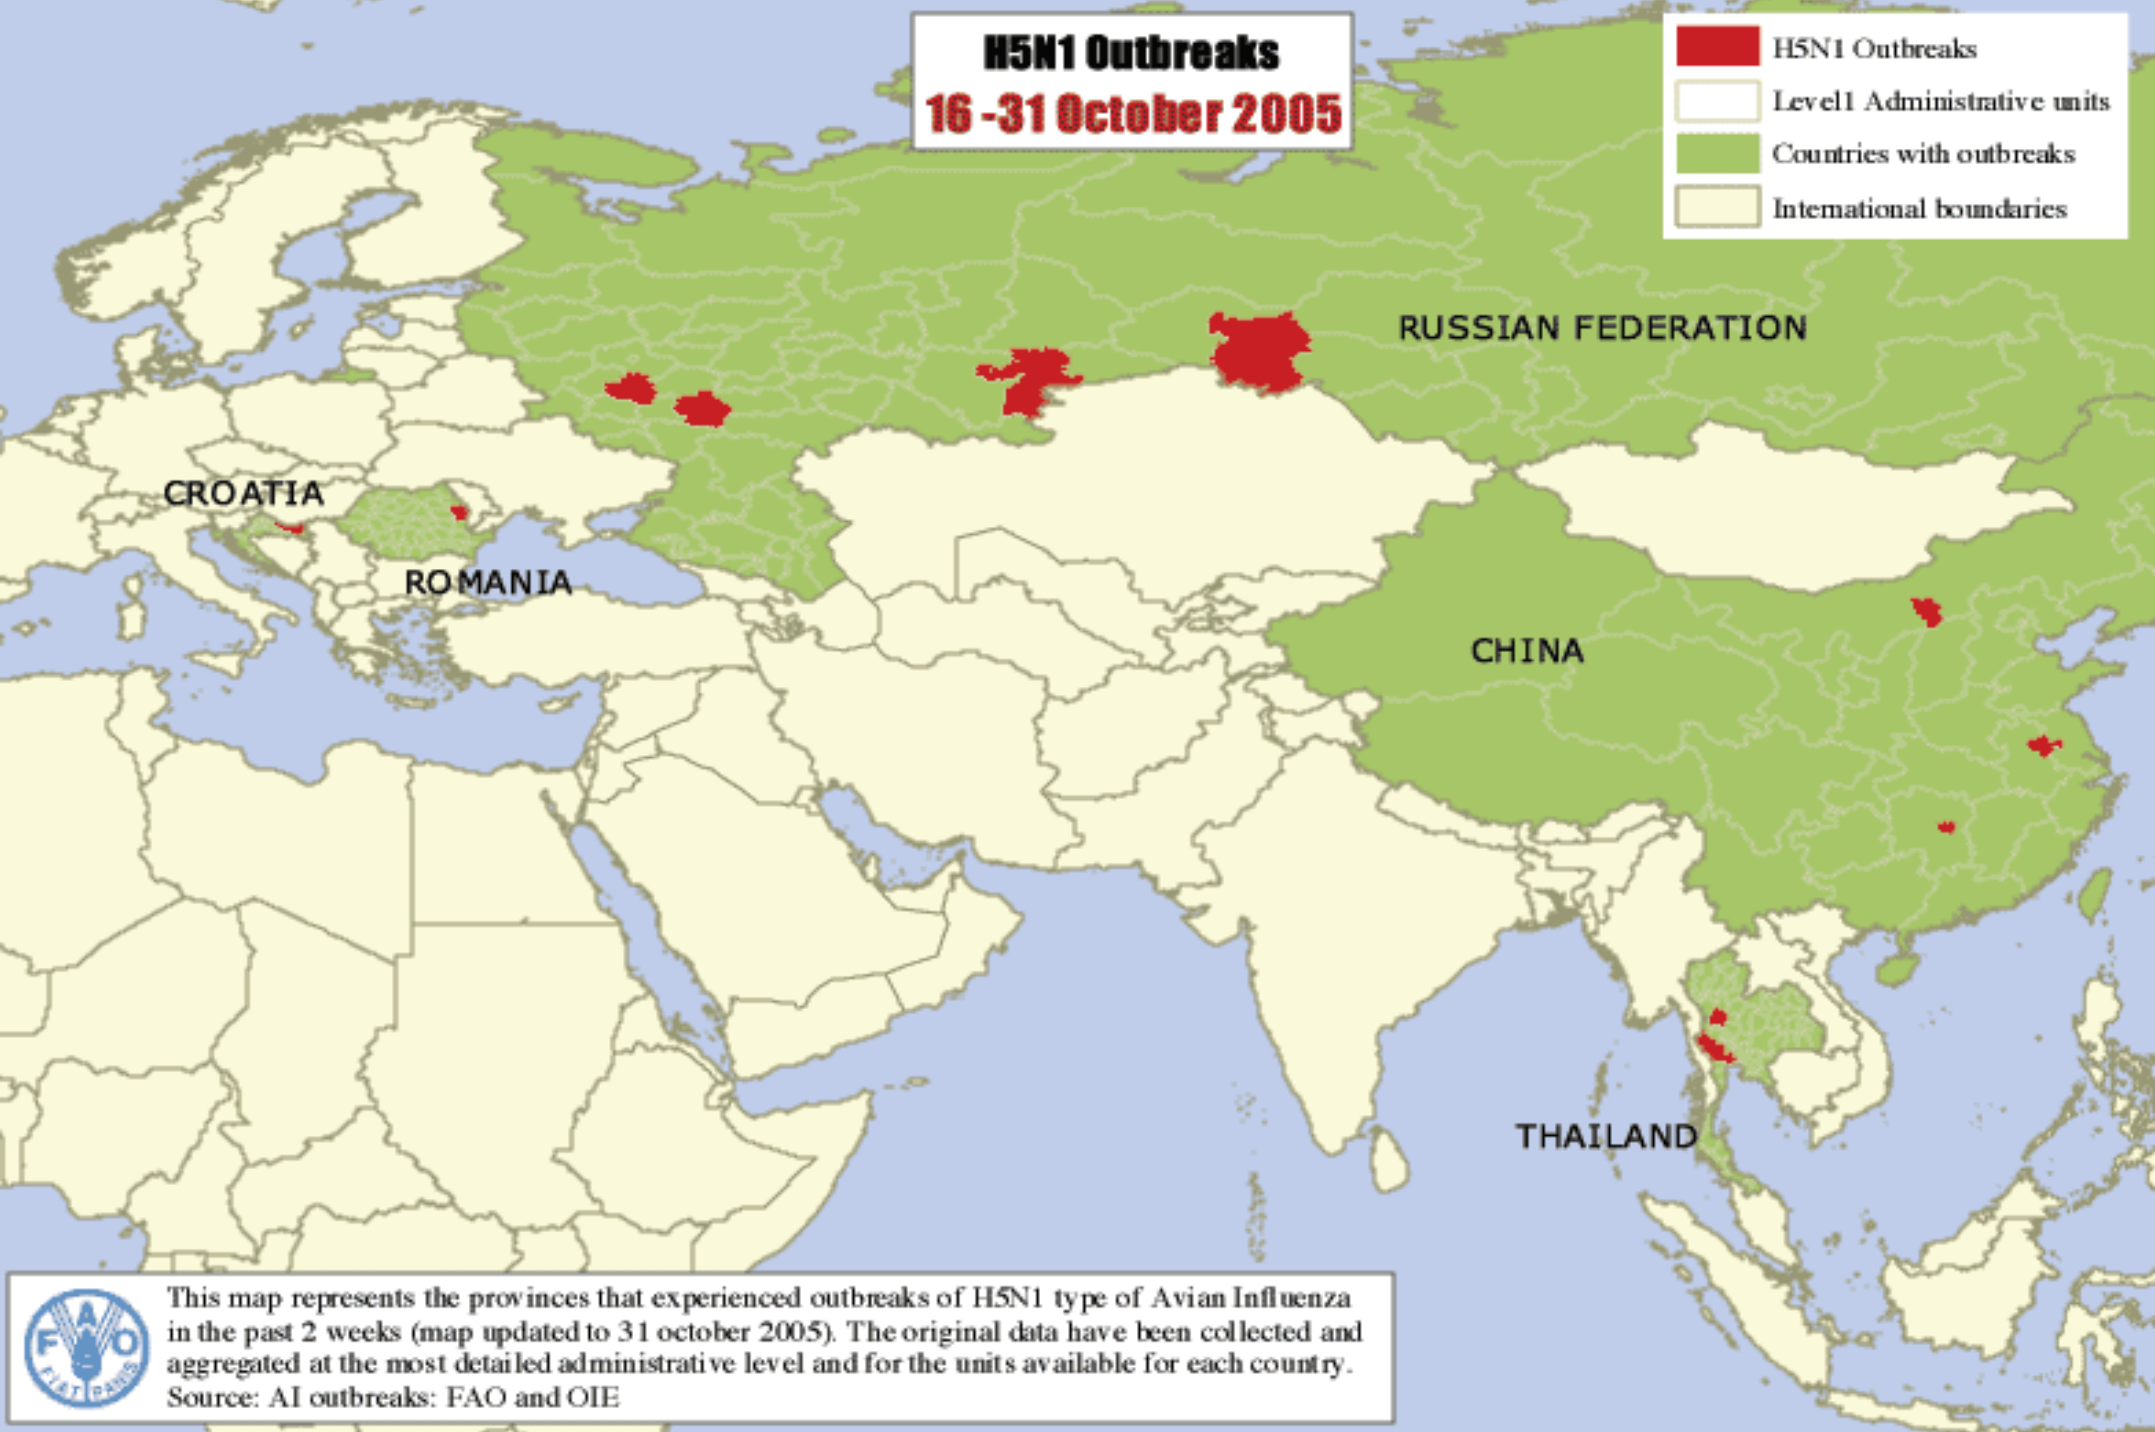 H5N1 Outbreaks
16 -31 October 2005
H5N1 Outbreaks
Level1 Administrative units
Countries with outbreaks
International boundaries
RUSSIAN FEDERATION
CROATIA
ROMANIA
CHINA
THAILAND
This map represents the provinces that experienced outbreaks of H5N1 type of Avian Influenza
in the past 2 weeks (map updated to 31 october 2005). The original data have been collected and
aggregated at the most detailed administrative level and for the units available for each country.
Source: AI outbreaks: FAO and OIE
F A O
FIAT PANIS